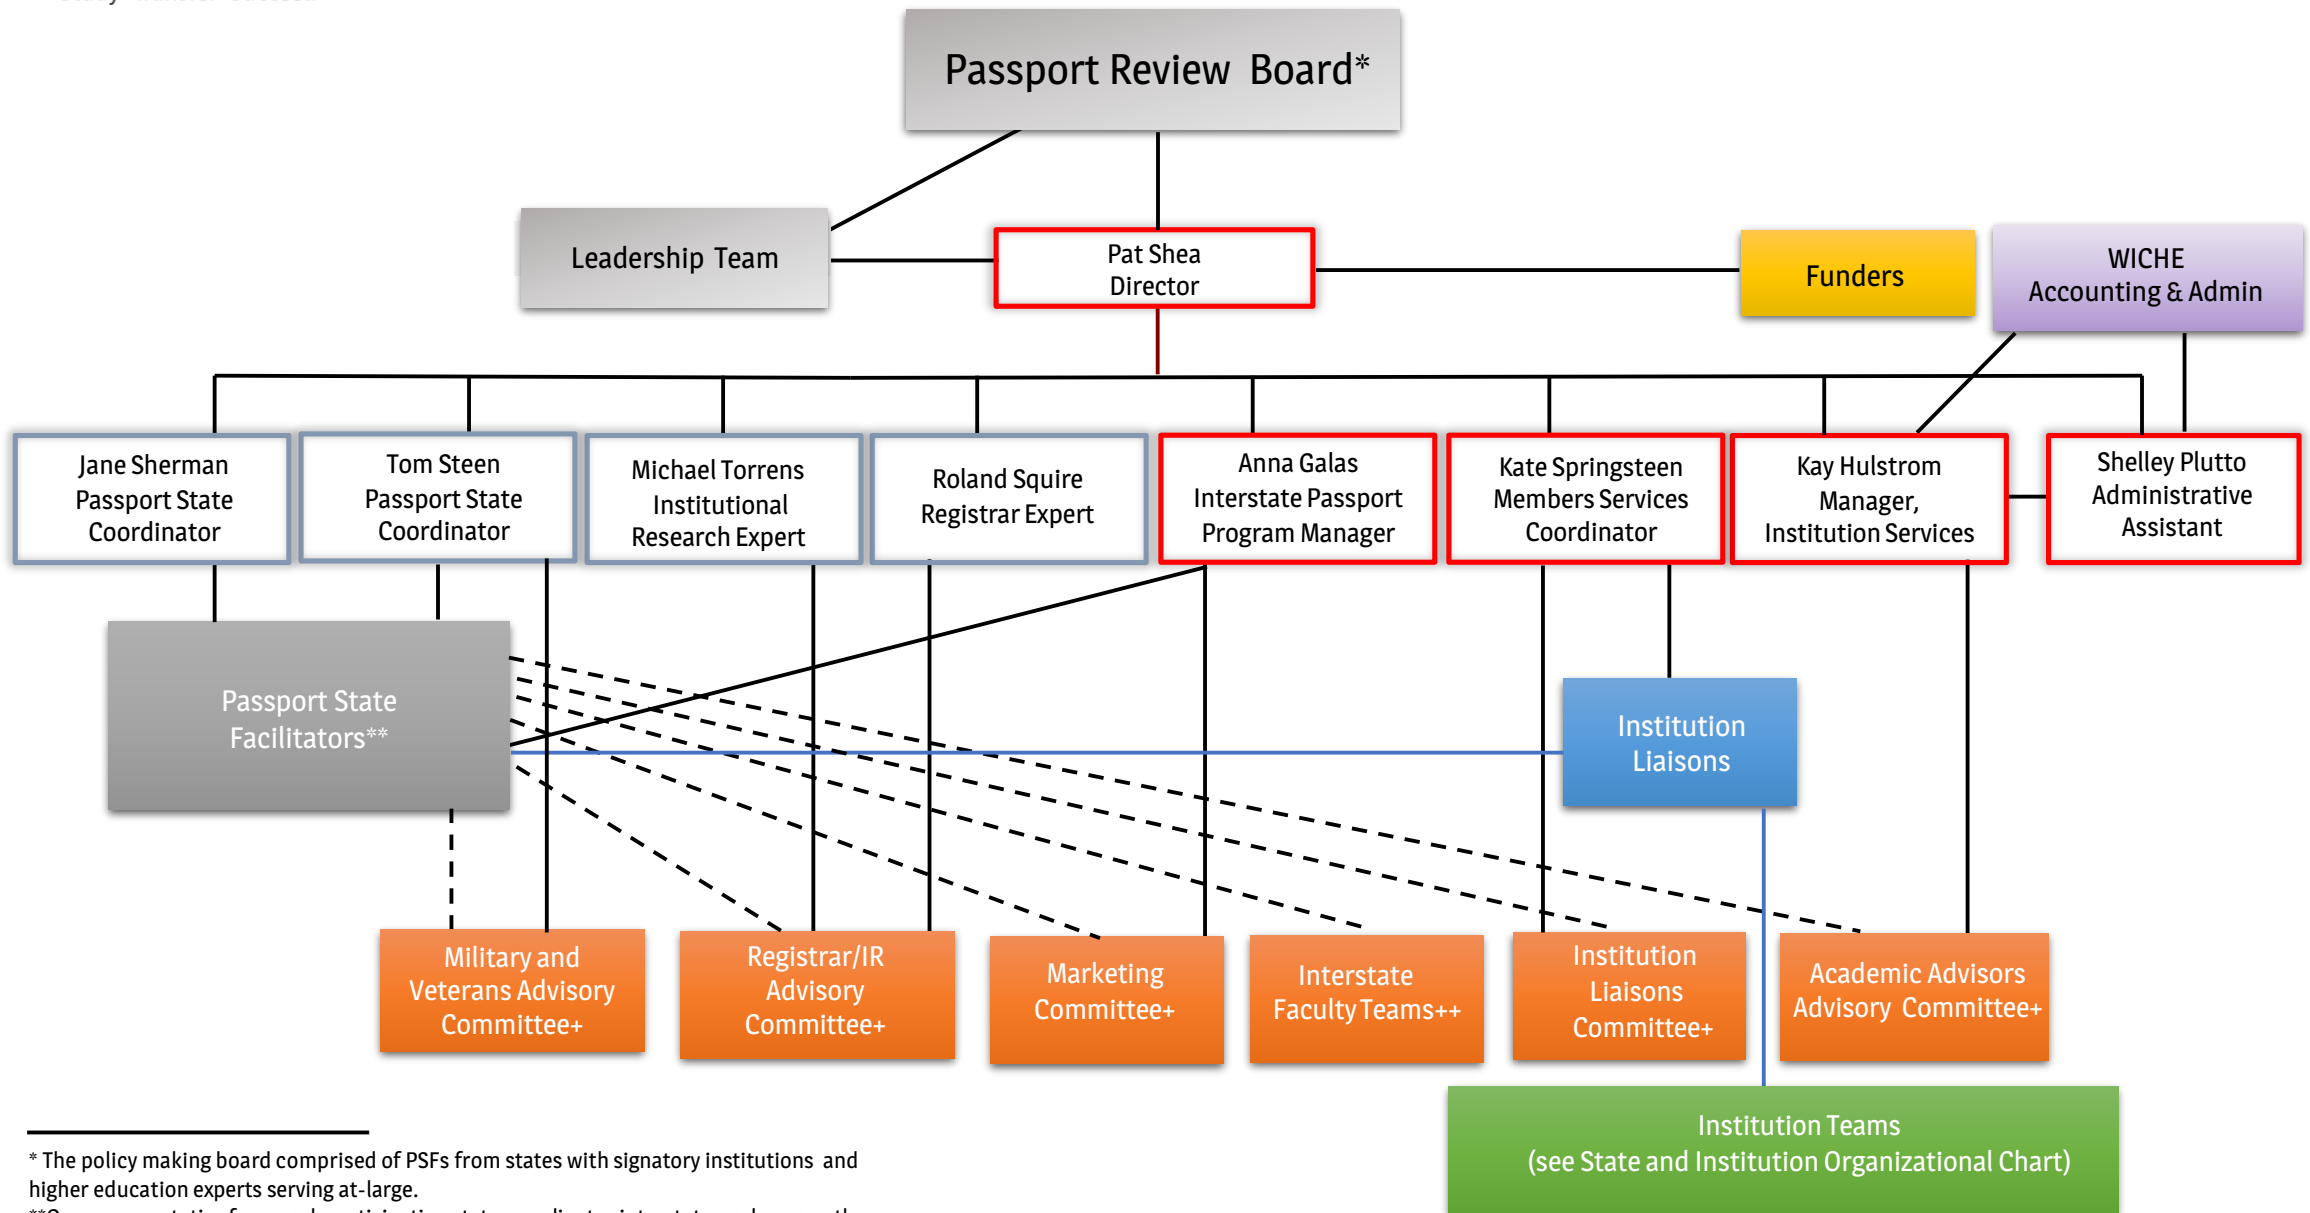 Passport Review Board*
Leadership Team
Pat Shea
Director
Funders
WICHE
Accounting & Admin
Jane Sherman
Passport State
Coordinator
Tom Steen
Passport State
Coordinator
Michael Torrens
Institutional
Research Expert
Roland Squire
Registrar Expert
Anna Galas
Interstate Passport
Program Manager
Kate Springsteen
Members Services
Coordinator
Kay Hulstrom
Manager,
Institution Services
Shelley Plutto
Administrative
Assistant
Passport State
Facilitators**
Institution
Liaisons
Military and
Veterans Advisory
Committee+
Registrar/IR
Advisory
Committee+
Marketing
Committee+
Interstate
Faculty Teams++
Institution
Liaisons
Committee+
Academic Advisors
Advisory Committee+
Institution Teams
(see State and Institution Organizational Chart)
* The policy making board comprised of PSFs from states with signatory institutions and
higher education experts serving at-large.